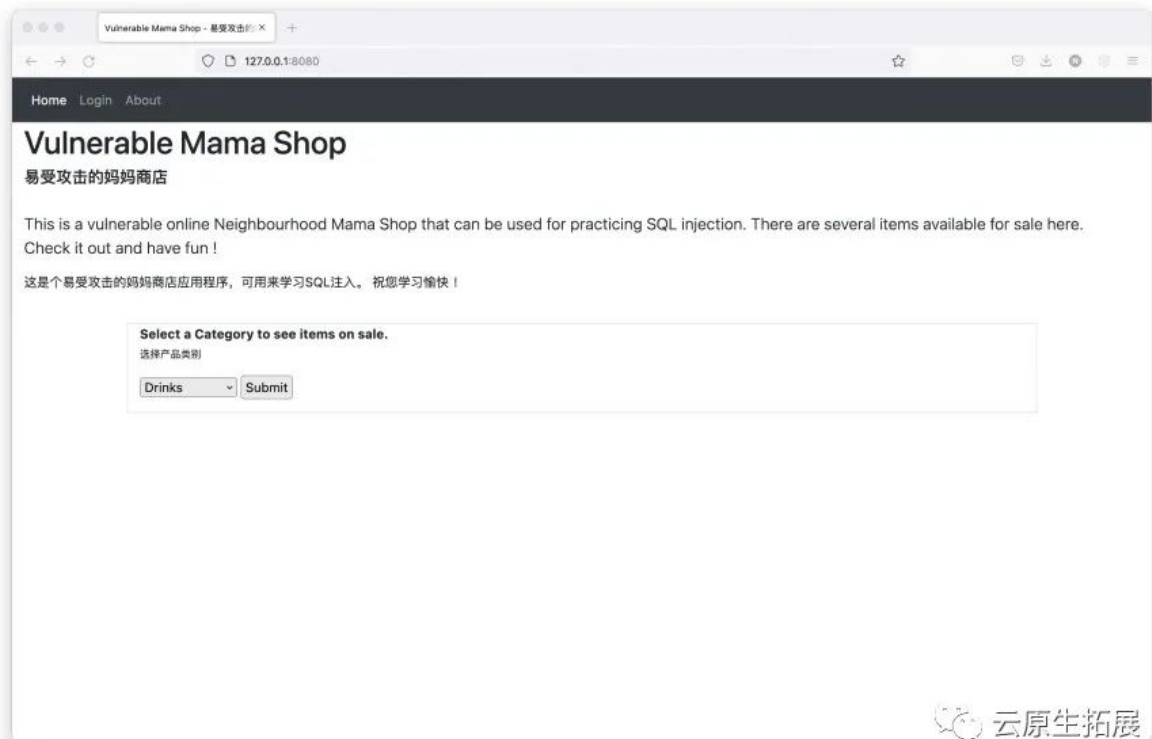 Vulnerable Mama Shop - 易受攻击的
127.0.0.1:8080
Home Login About
Vulnerable Mama Shop
易受攻击的妈妈商店
This is a vulnerable online Neighbourhood Mama Shop that can be used for practicing SQL injection. There are several items available for sale here.
Check it out and have fun !
这是个易受攻击的妈妈商店应用程序，可用来学习SQL注入。 祝您学习愉快！
Select a Category to see items on sale.
选择产品类别
Drinks Submit
云原生拓展